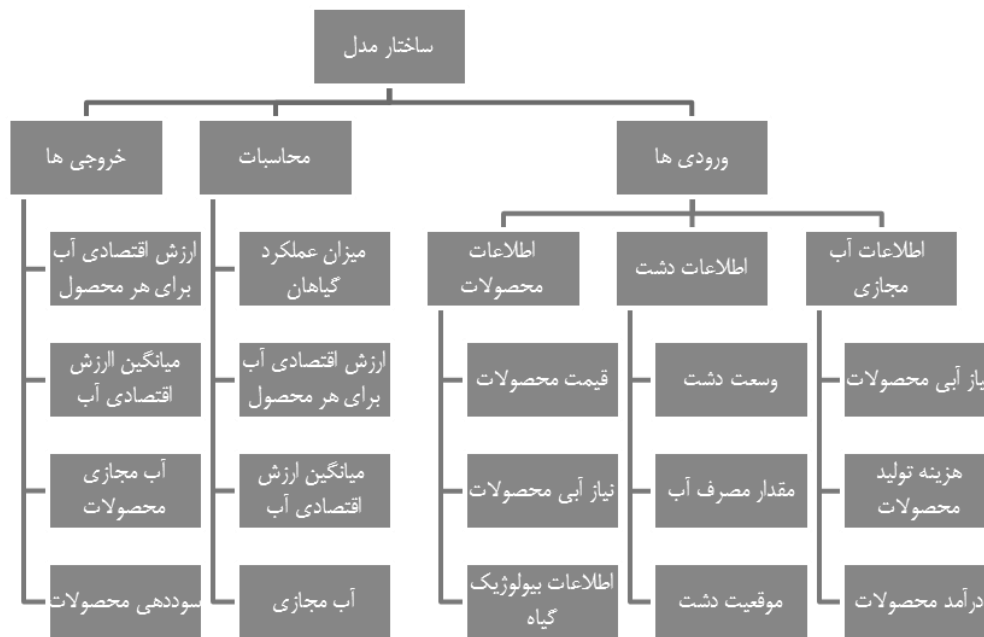 ساختار مدل
ورودی ها
محاسبات
خروجی ها
اطلاعات آب
مجازی
اطلاعات دشت
اطلاعات
محصولات
یاز آبی محصولات
هزینه تولید
محصولات
درآمد محصولات
وسعت دشت
مقدار مصرف آب
موقعیت دشت
قیمت محصولات
نیاز آبی محصولات
اطلاعات بیولوژیک
گیاه
میزان عملکرد
گیاهان
ارزش اقتصادی آب
برای هر محصول
میانگین ارزش
اقتصادی آب
آب مجازی
ارزش اقتصادی آب
برای هر محصول
میانگین اارزش
اقتصادی آب
آب مجازی
محصولات
سوددهی محصولات